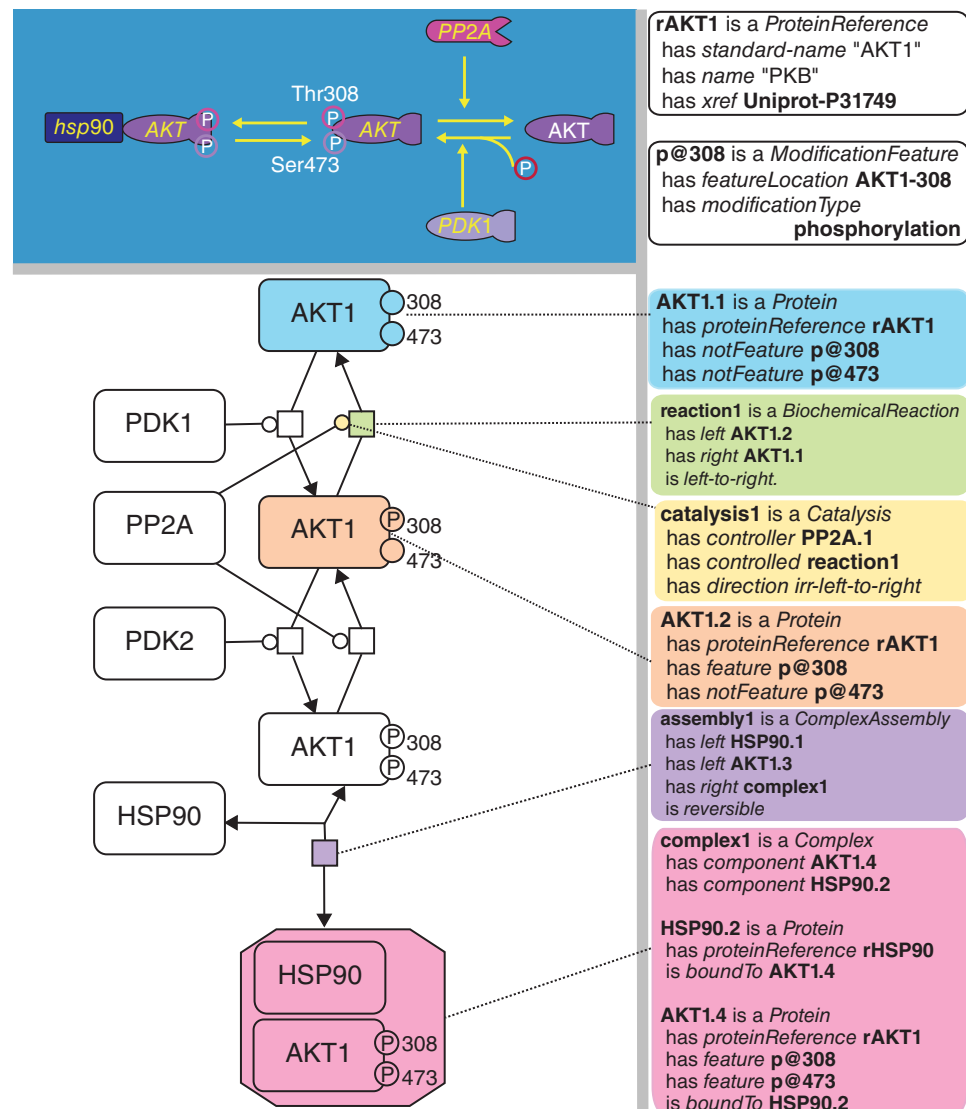 PP2A
Thr308
P
P
hsp90
AKT
AKT
AKT
P
P
Ser473
P
PDK1
AKT1
308
473
PDK1
PP2A
AKT1
P
308
473
PDK2
AKT1
P
308
P
473
HSP90
HSP90
AKT1
P
308
P
473
rAKT1 is a ProteinReference
has standard-name "AKT1"
has name "PKB"
has xref Uniprot-P31749
p@308 is a ModificationFeature
has featureLocation AKT1-308
has modificationType
phosphorylation
AKT1.1 is a Protein
has proteinReference rAKT1
has notFeature p@308
has notFeature p@473
reaction1 is a BiochemicalReaction
has left AKT1.2
has right AKT1.1
is left-to-right.
catalysis1 is a Catalysis
has controller PP2A.1
has controlled reaction1
has direction irr-left-to-right
AKT1.2 is a Protein
has proteinReference rAKT1
has feature p@308
has notFeature p@473
assembly1 is a ComplexAssembly
has left HSP90.1
has left AKT1.3
has right complex1
is reversible
complex1 is a Complex
has component AKT1.4
has component HSP90.2
HSP90.2 is a Protein
has proteinReference rHSP90
is boundTo AKT1.4
AKT1.4 is a Protein
has proteinReference rAKT1
has feature p@308
has feature p@473
is boundTo HSP90.2